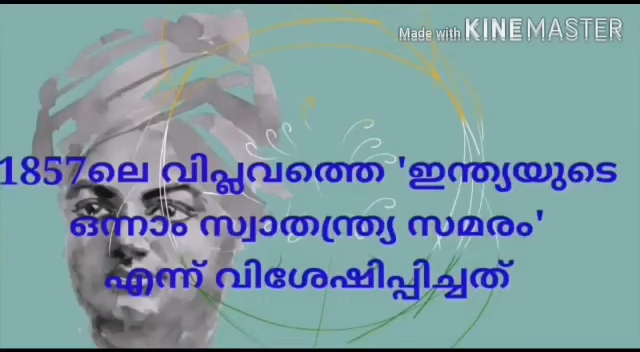 Made with KINEMASTER
1857ലെ വിപ്ലവത്തെ 'ഇന്ത്യയുടെ
ഒന്നാം സ്വാതന്ത്ര്യ സമരം'
എന്ന് വിശേഷിപ്പിച്ചത്